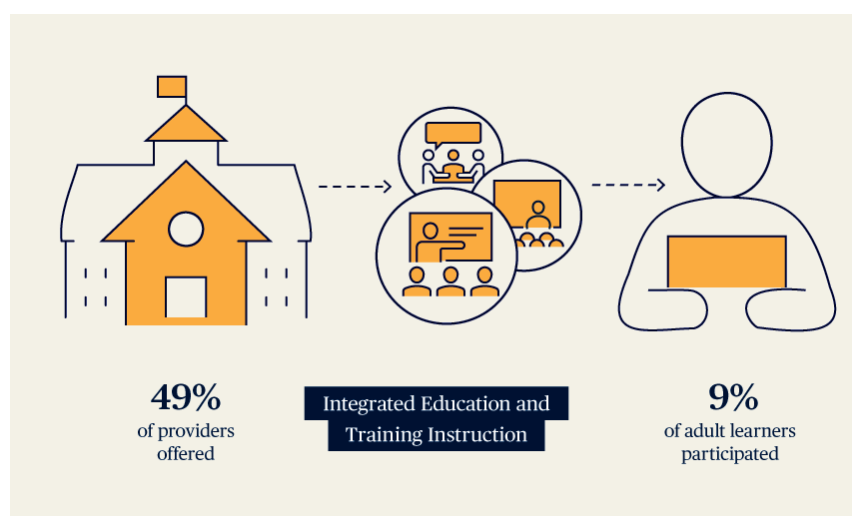 49%
of providers
offered
Integrated Education and
Training Instruction
9%
of adult learners
participated